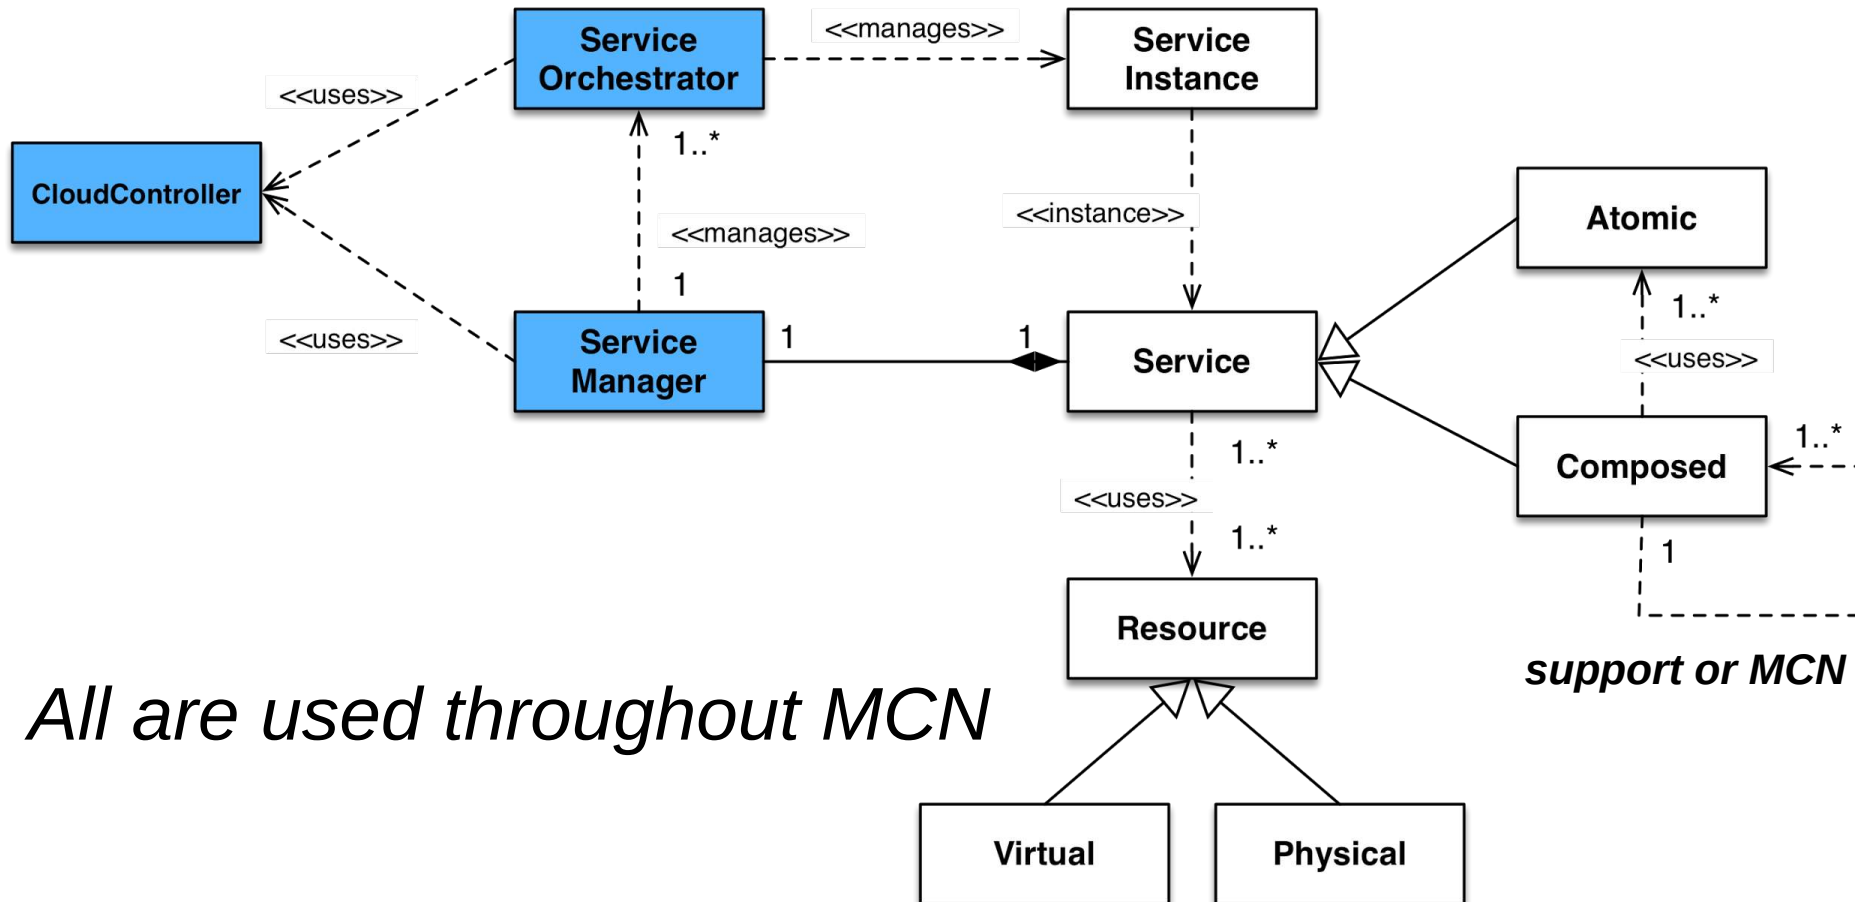 <<manages>>
Service
Orchestrator
Service
Instance
<<uses>>
1..*
CloudController
Atomic
<<instance>>
<<manages>>
1
1..*
<<uses>>
Service
Manager
1
1
Service
<<uses>>
1..*
1..*
Composed
<<uses>>
1..*
1
Resource
support or MCN
All are used throughout MCN
Virtual
Physical